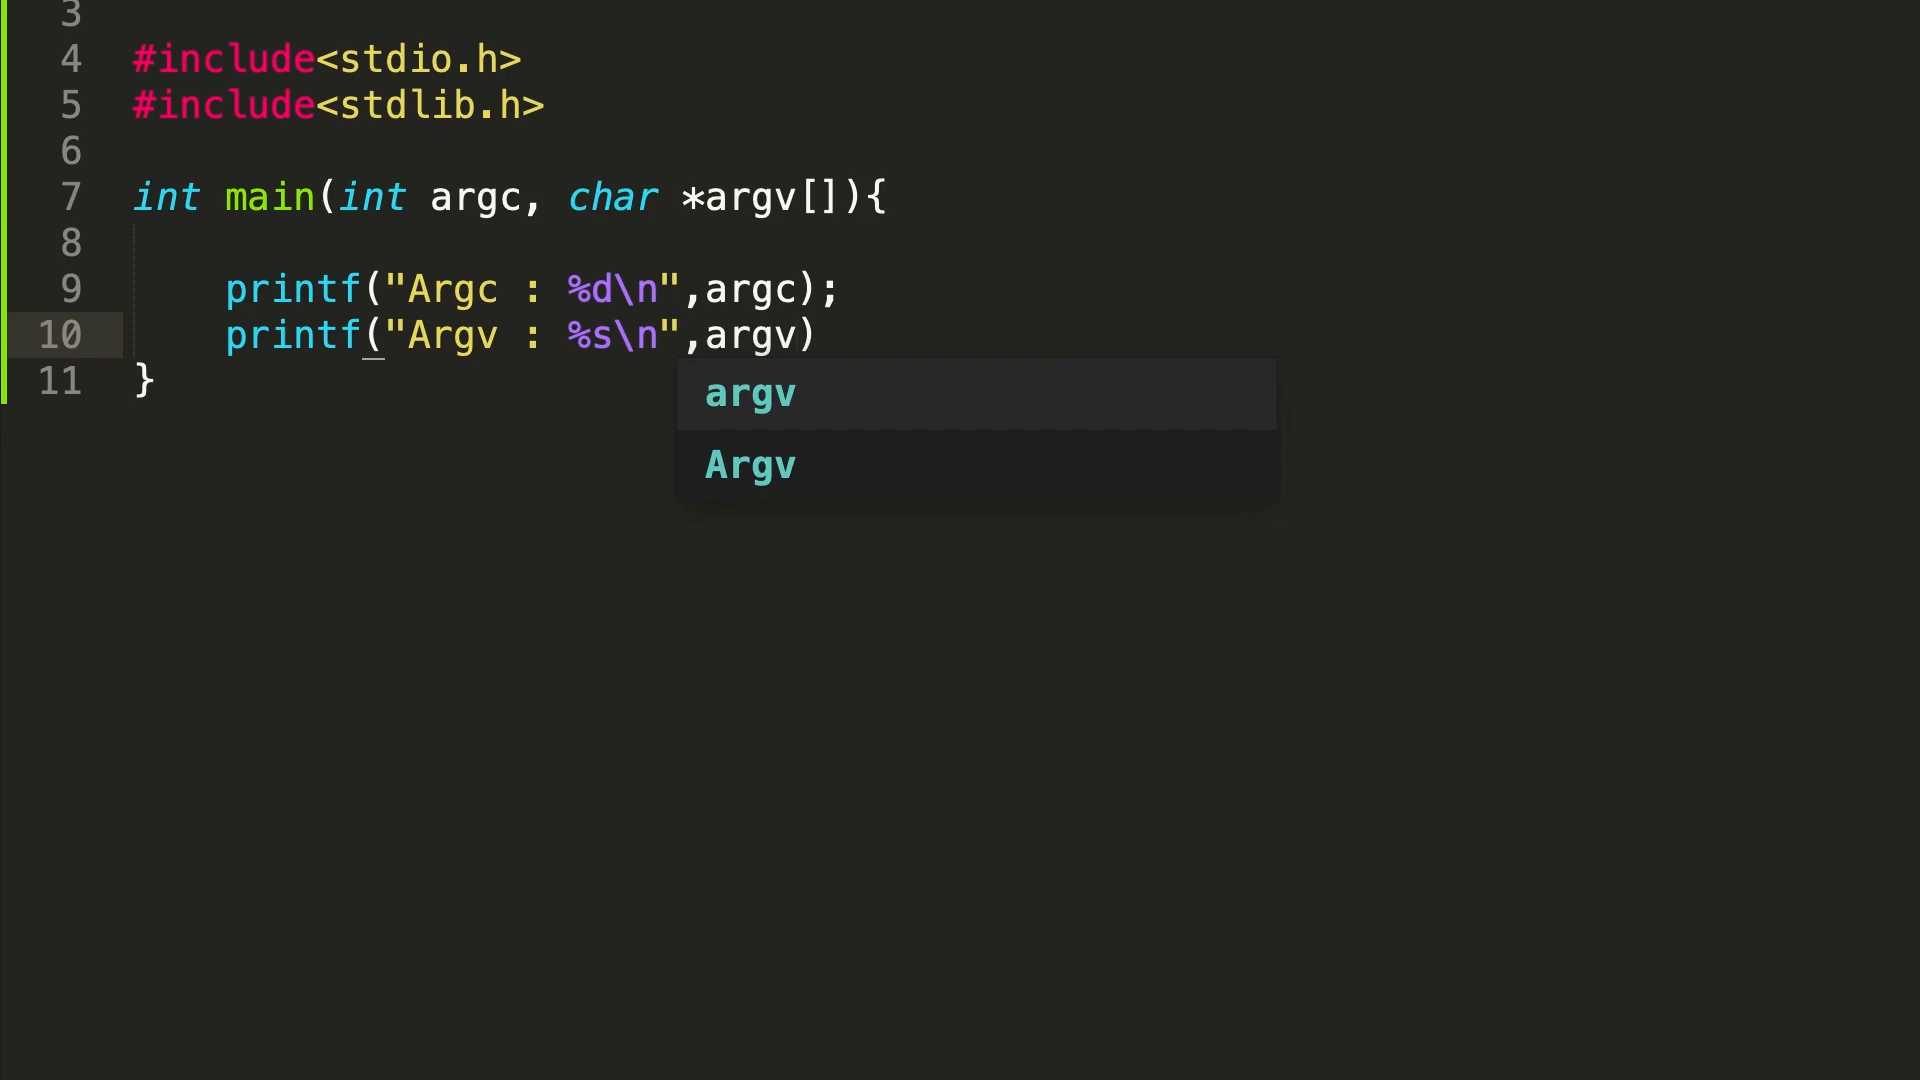 3
4 #include<stdio.h>
5 #include<stdlib.h>
6
7 int main(int argc, char *argv[]){
8
9 printf("Argc : %d\n",argc);
10 printf("Argv : %s\n",argv)
11 }
argv
Argv